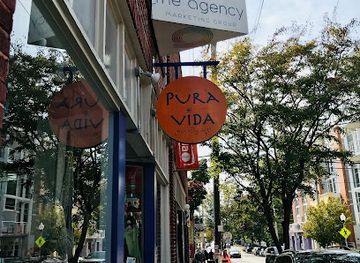 the agency
MARKETING GROUP
PURA
VIDA